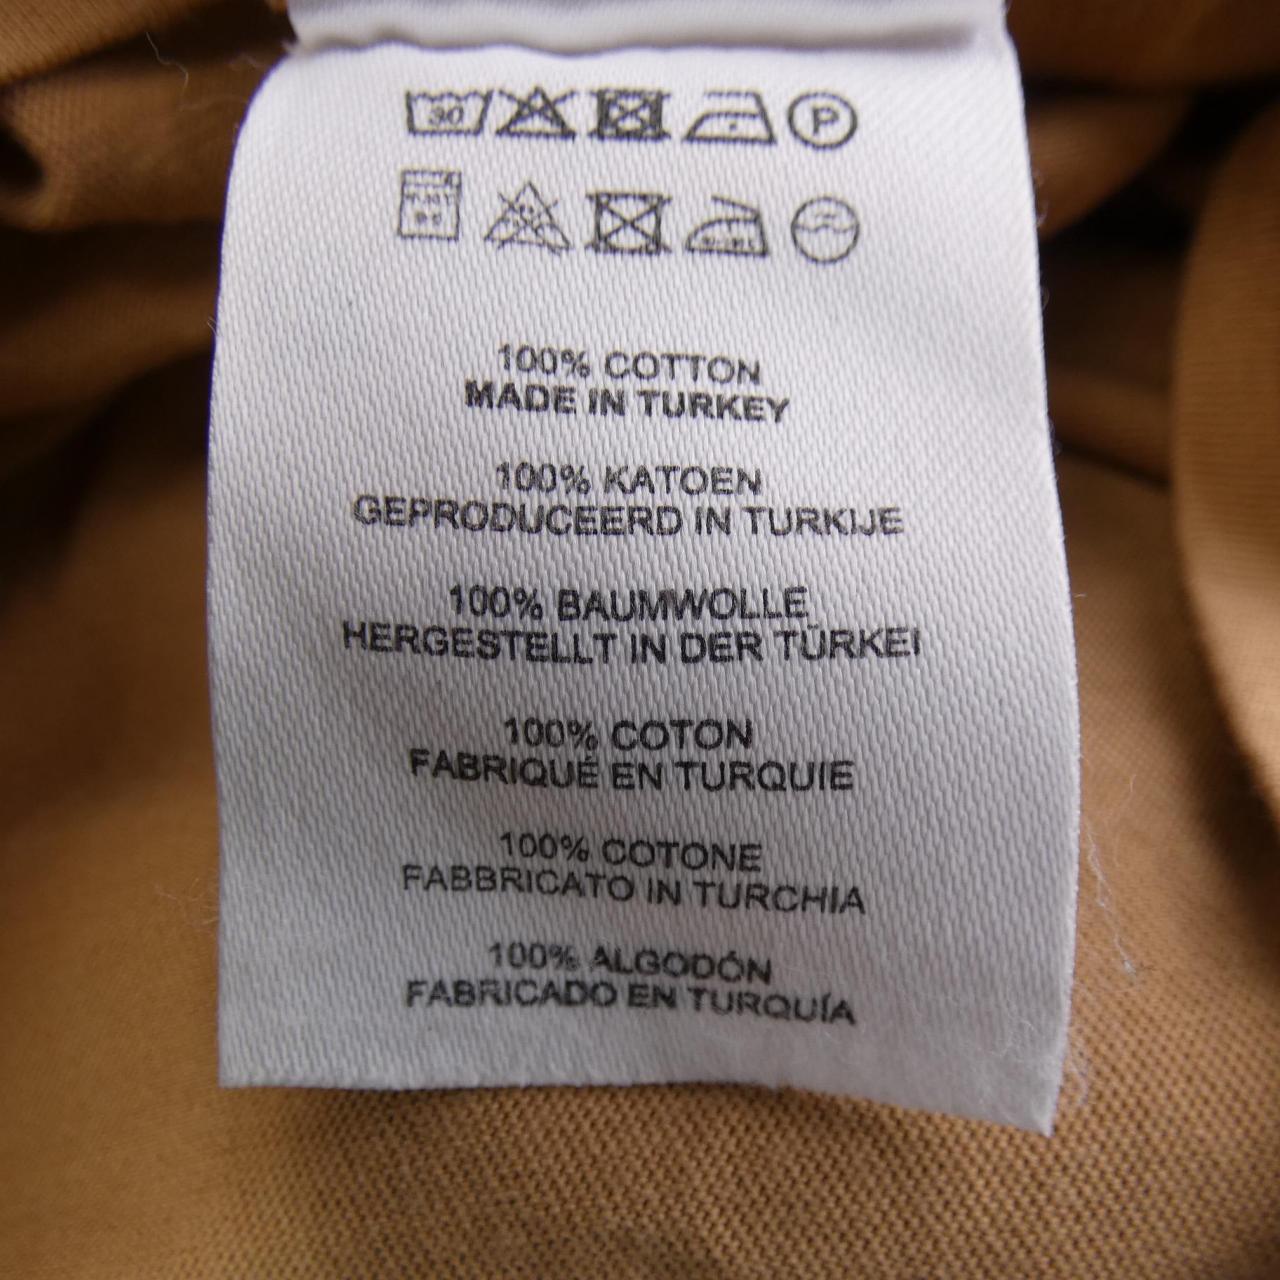 30
P
100% COTTON
MADE IN TURKEY
100% KATOEN
GEPRODUCEERD IN TURKIJE
100% BAUMWOLLE
HERGESTELLT IN DER TÜRKEI
100% COTON
FABRIQUÉ EN TURQUIE
100% COTONE
FABBRICATO IN TURCHIA
100% ALGODÓN
FABRICADO EN TURQUÍA